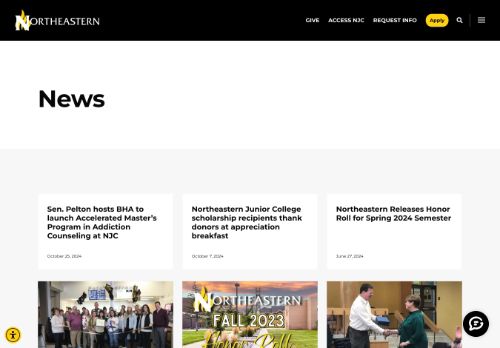 NORTHEASTERN
GIVE ACCESS NJC REQUEST INFO Apply
News
Sen. Pelton hosts BHA to
launch Accelerated Master's
Program in Addiction
Counseling at NJC
October 25, 2024
Northeastern Junior College
scholarship recipients thank
donors at appreciation
breakfast
October 7, 2024
Northeastern Releases Honor
Roll for Spring 2024 Semester
June 27, 2024
NORTHEASTERN
FALL 2023
Honor Roll